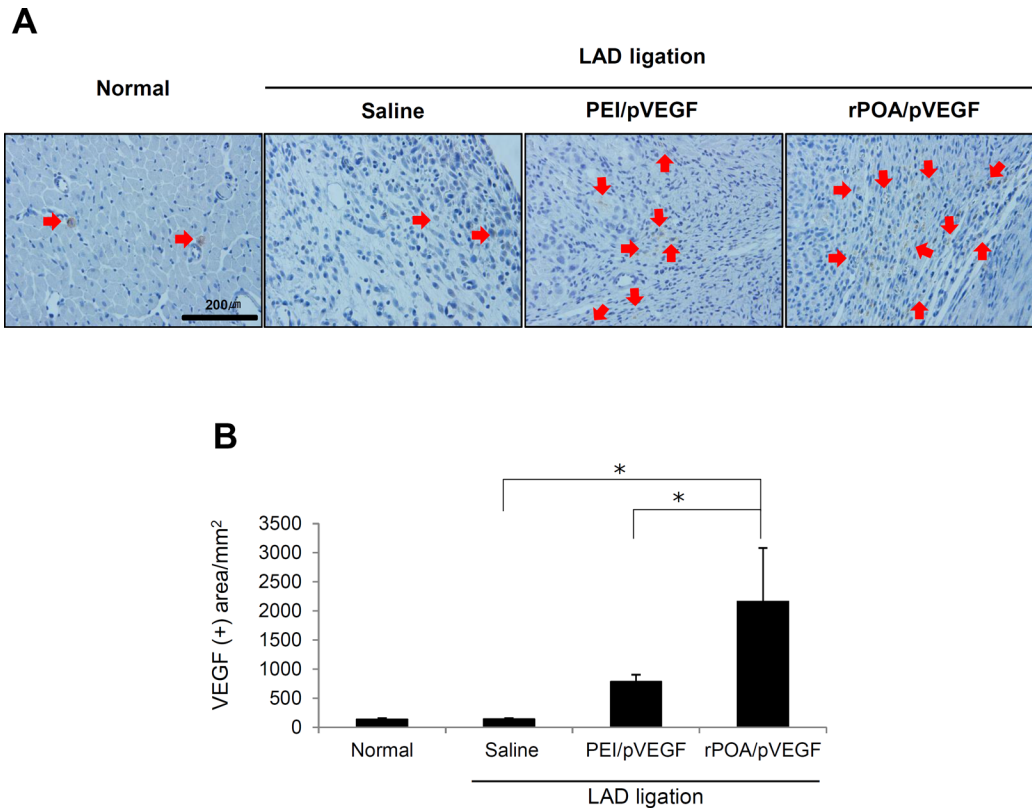 A
LAD ligation
Normal
Saline
PEI/pVEGF
rPOA/pVEGF
200㎛
B
*
*
VEGF (+) area/mm²
3500
3000
2500
2000
1500
1000
500
0
Normal
Saline
PEI/pVEGF
rPOA/pVEGF
LAD ligation